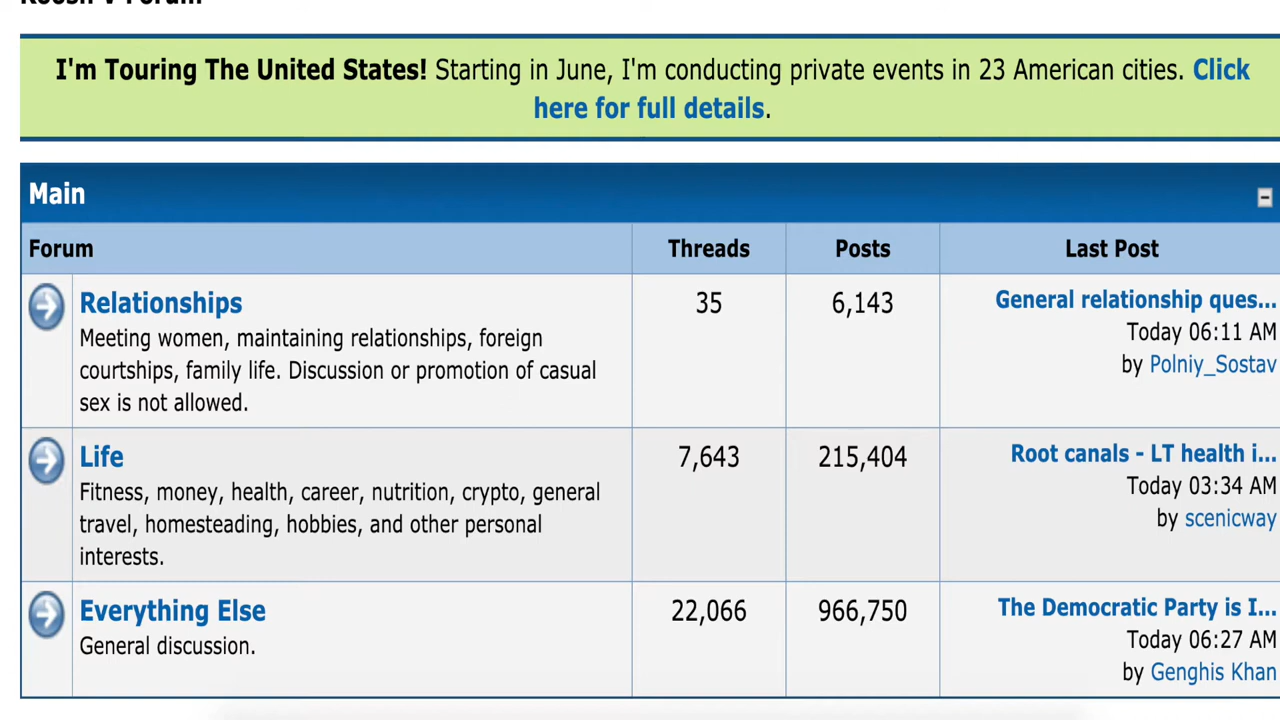 Roosh V Forum
I'm Touring The United States! Starting in June, I'm conducting private events in 23 American cities. Click
here for full details.
Main
Forum Threads Posts Last Post
Relationships 35 6,143 General relationship ques...
Meeting women, maintaining relationships, foreign Today 06:11 AM
courtships, family life. Discussion or promotion of casual by Polniy_Sostav
sex is not allowed.
Life 7,643 215,404 Root canals - LT health i...
Fitness, money, health, career, nutrition, crypto, general Today 03:34 AM
travel, homesteading, hobbies, and other personal by scenicway
interests.
Everything Else 22,066 966,750 The Democratic Party is I...
General discussion. Today 06:27 AM
by Genghis Khan